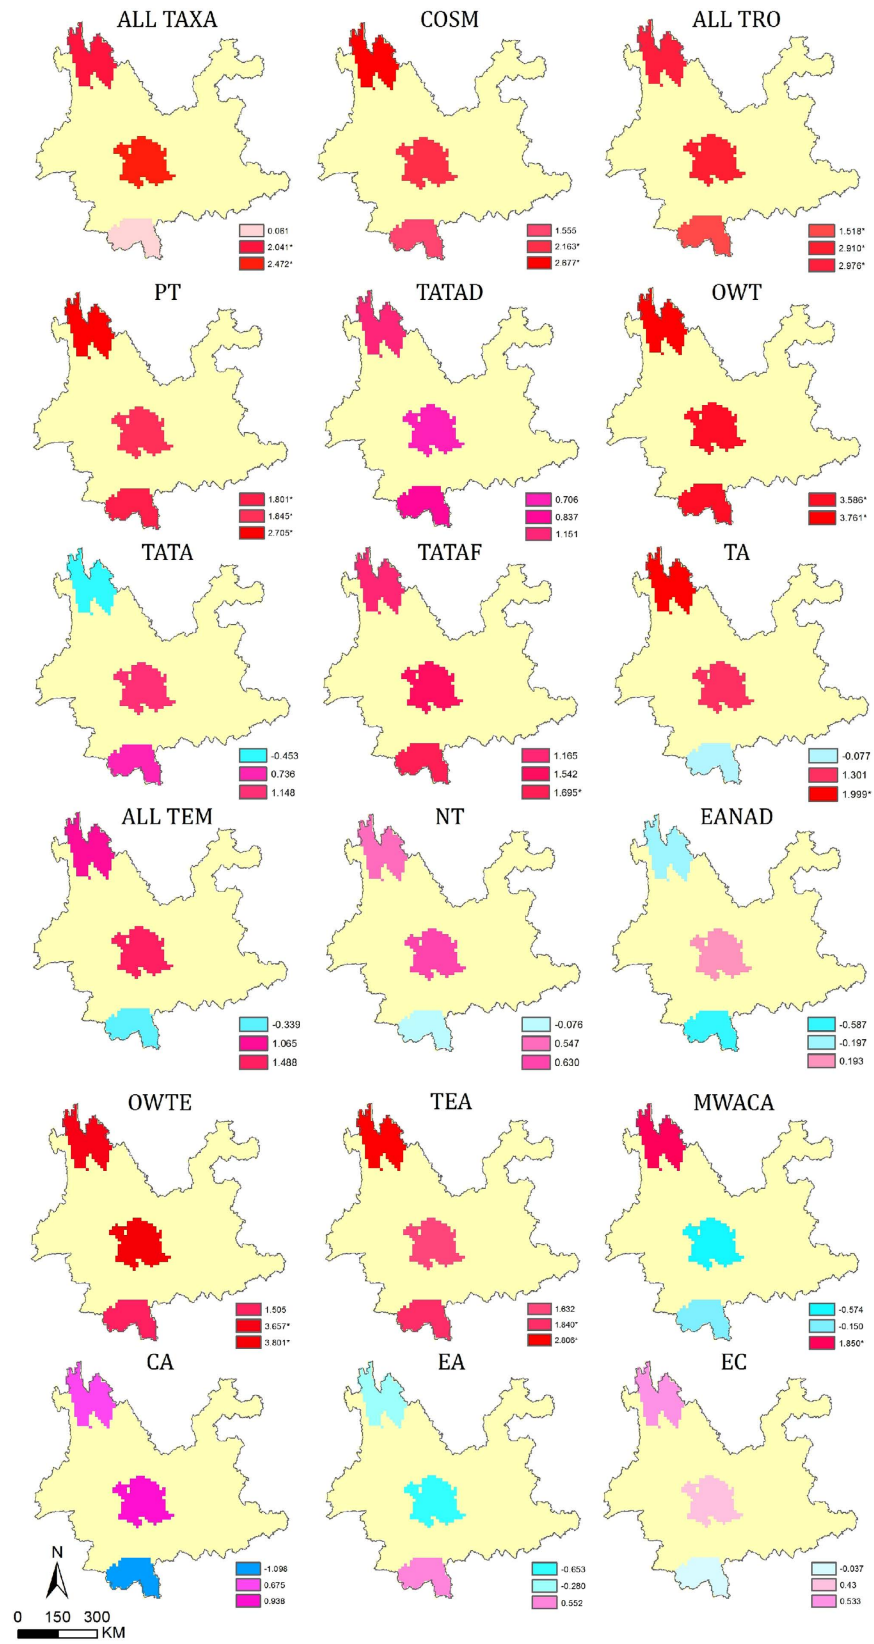 ALL TAXA
COSM
ALL TRO
0.081
2.041*
2.472*
1.555
2.163*
2.877*
1.518*
2.910*
2.976*
PT
TATAD
OWT
1.801*
1.845*
2.705*
0.706
0.837
1.151
3.586*
3.761*
TATA
TATAF
TA
-0.453
0.736
1.148
1.165
1.542
1.695*
-0.077
1.301
1.999*
ALL TEM
NT
EANAD
-0.339
1.065
1.488
-0.076
0.547
0.630
-0.587
-0.197
0.193
OWTE
TEA
MWACA
1.505
3.657*
3.801*
1.632
1.840*
2.806*
-0.574
-0.150
1.850*
CA
EA
EC
-1.098
0.675
0.938
-0.653
-0.280
0.552
-0.037
0.43
0.533
N
0 150 300
KM